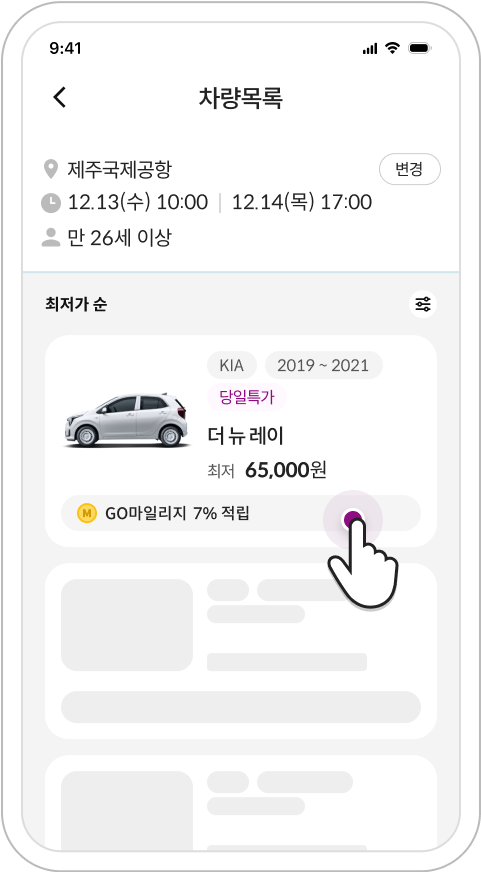 9:41
차량목록
제주국제공항
변경
12.13(수) 10:00 | 12.14(목) 17:00
만 26세 이상
최저가 순
KIA 2019 ~ 2021
당일특가
더 뉴 레이
최저 65,000원
M GO마일리지 7% 적립